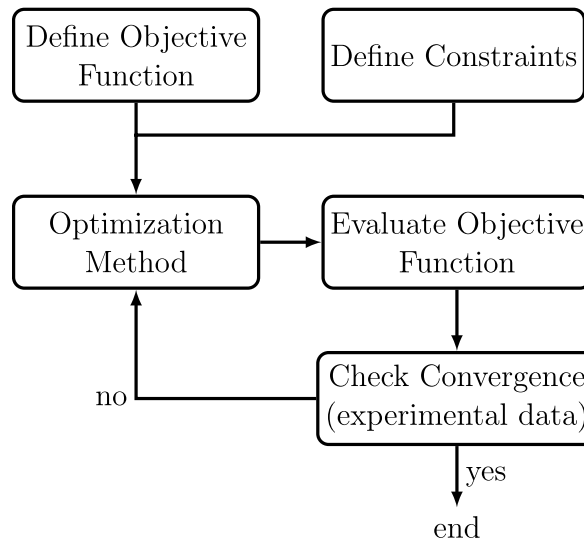 Define Objective
Function
Define Constraints
Optimization
Method
Evaluate Objective
Function
Check Convergence
(experimental data)
no
yes
end